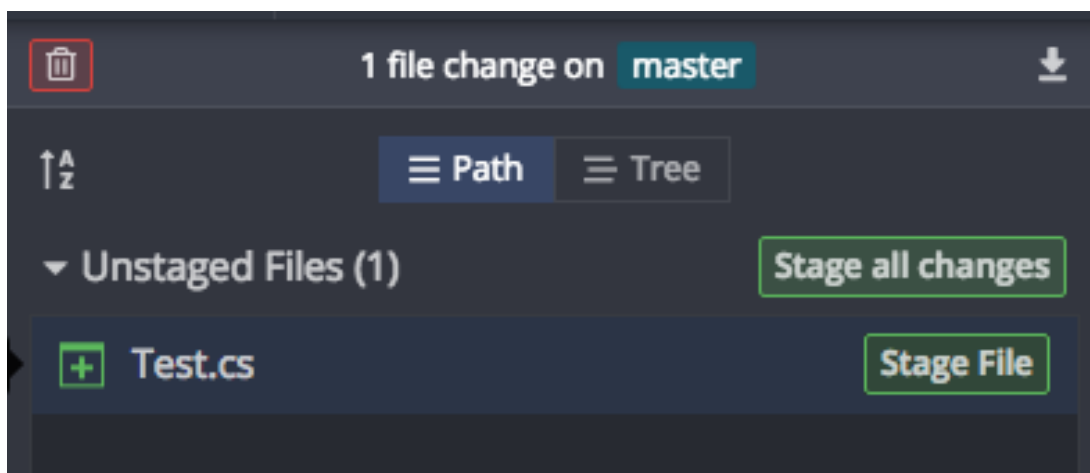 1 file change on master
A
Z
Path Tree
Unstaged Files (1) Stage all changes
Test.cs Stage File